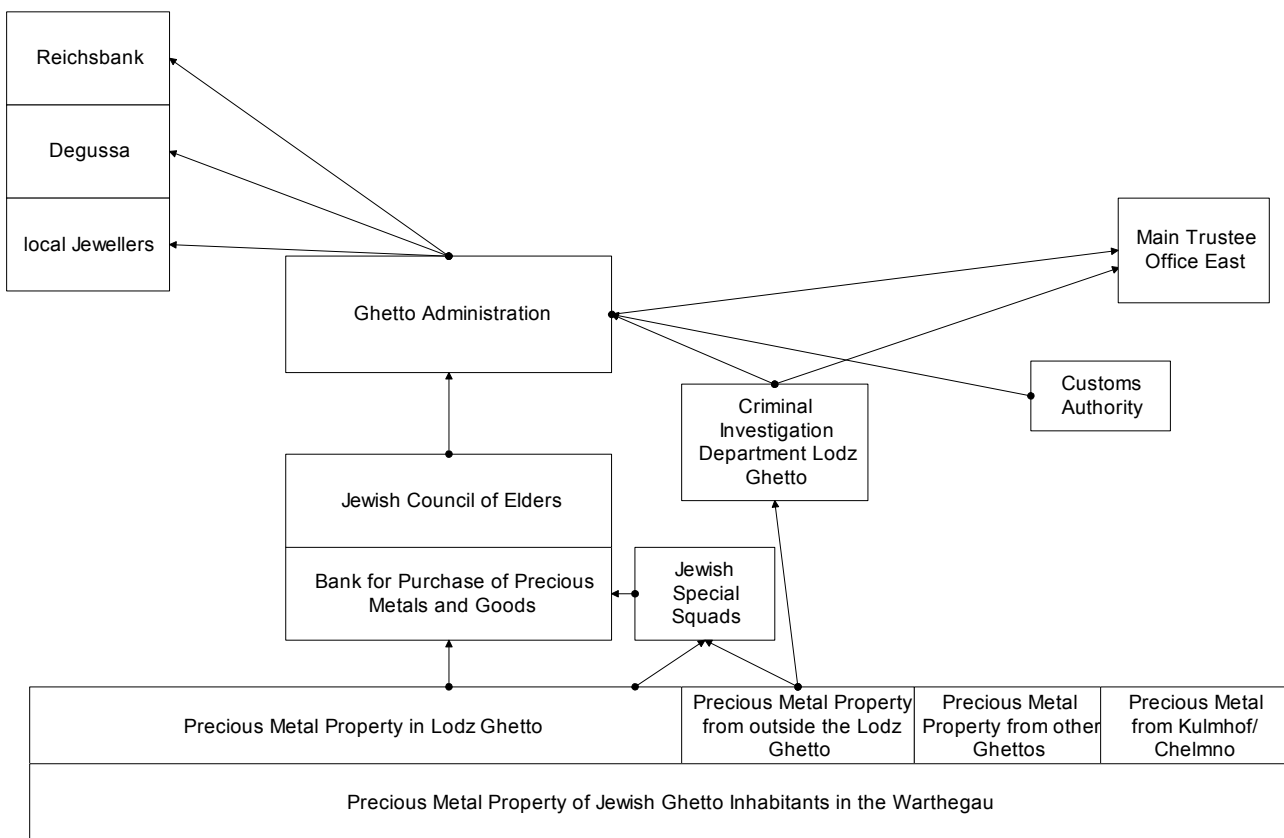 Reichsbank
Degussa
local Jewellers
Main Trustee
Office East
Ghetto Administration
Customs
Authority
Criminal
Investigation
Department Lodz
Ghetto
Jewish Council of Elders
Bank for Purchase of Precious
Metals and Goods
Jewish
Special
Squads
Precious Metal Property in Lodz Ghetto
Precious Metal Property
from outside the Lodz
Ghetto
Precious Metal
Property from other
Ghettos
Precious Metal
from Kulmhof/
Chelmno
Precious Metal Property of Jewish Ghetto Inhabitants in the Warthegau